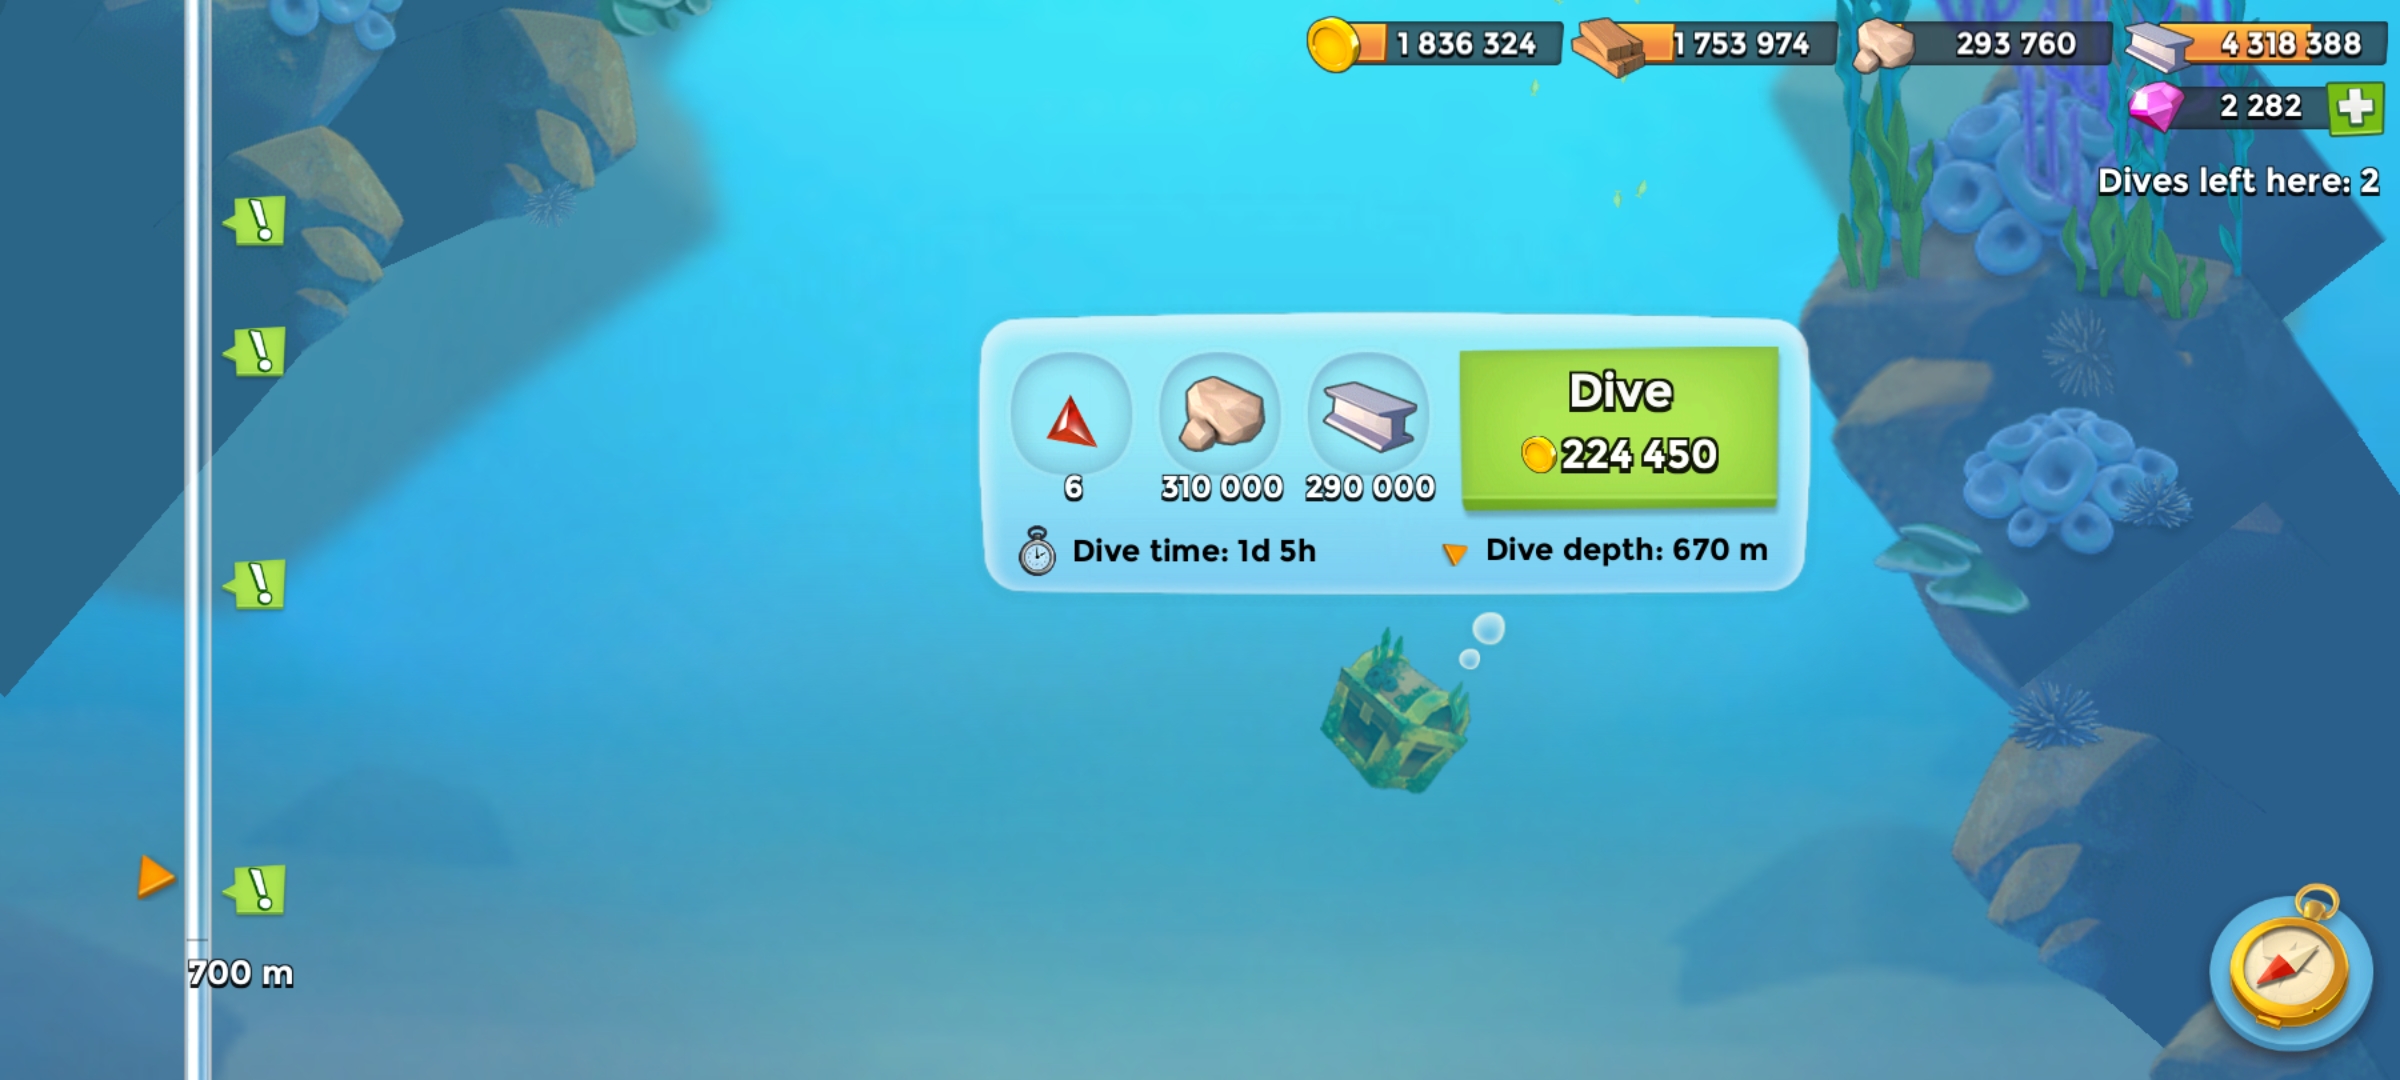 1 836 324
1 753 974
293 760
4 318 388
2 282
Dives left here: 2
Dive
224 450
6
310 000
290 000
Dive time: 1d 5h
Dive depth: 670 m
!
!
!
!
700 m